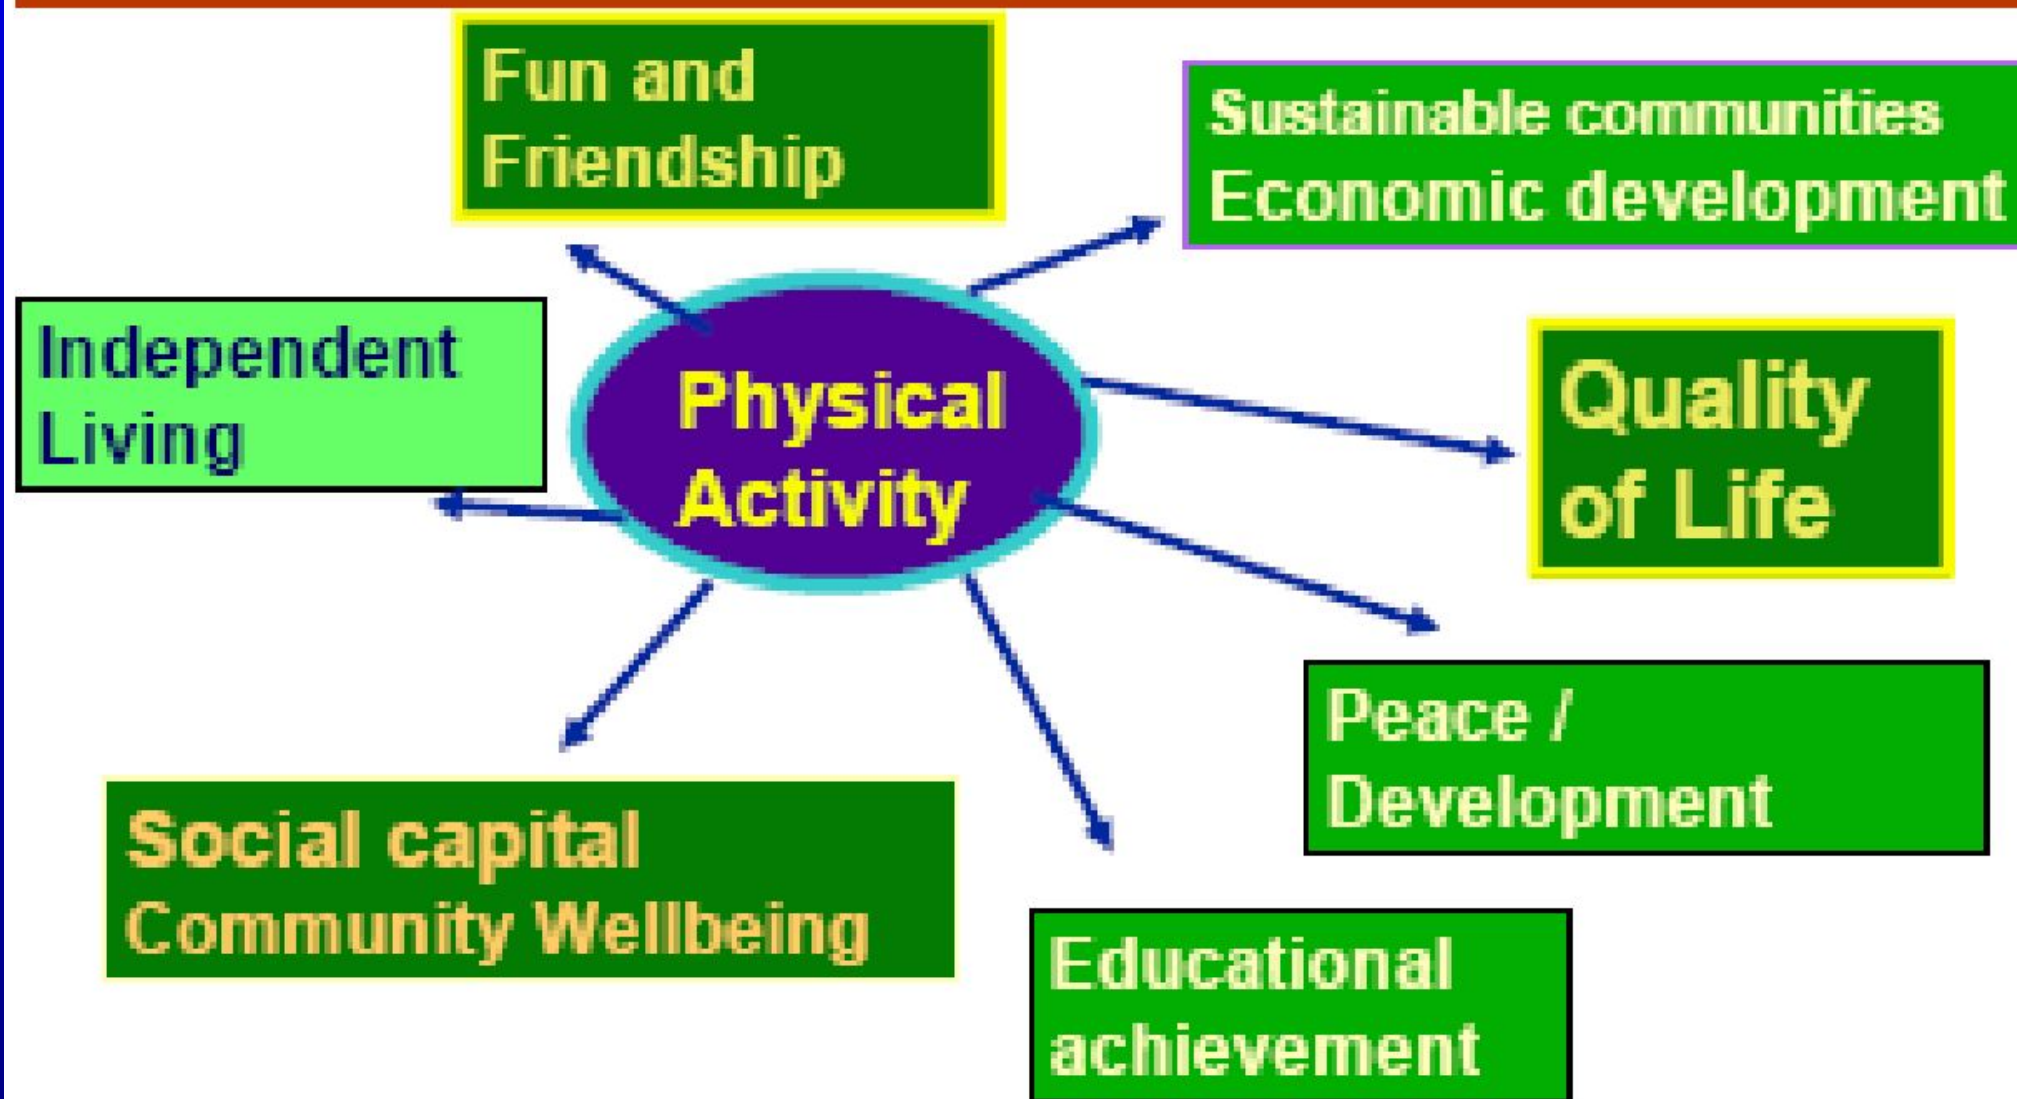 Fun and
Friendship
Sustainable communities
Economic development
Independent
Living
Physical
Activity
Quality
of Life
Peace /
Development
Social capital
Community Wellbeing
Educational
achievement